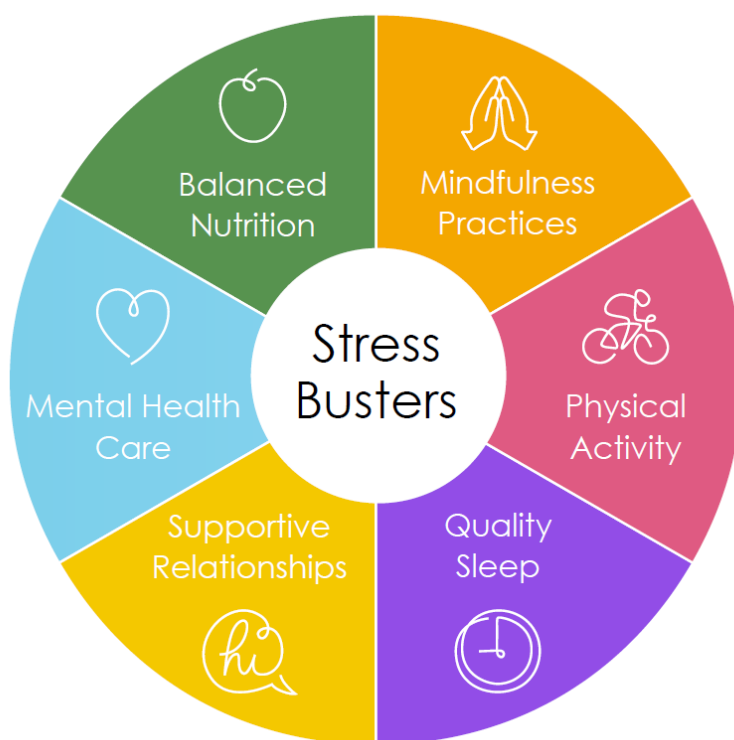 Stress
Busters
Balanced
Nutrition
Mindfulness
Practices
Physical
Activity
Quality
Sleep
Supportive
Relationships
hi
Mental Health
Care